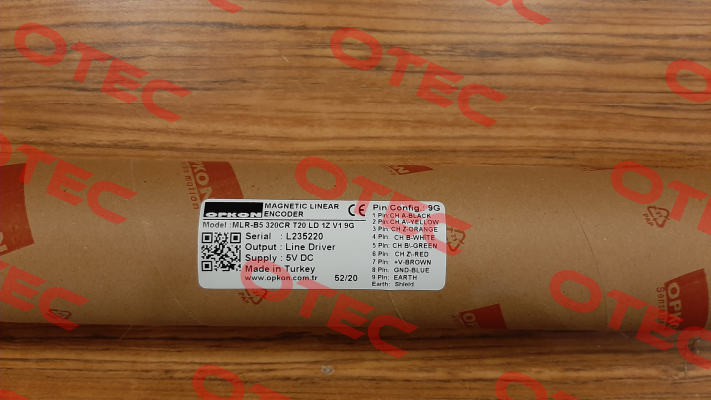 OPKON
MAGNETIC LINEAR
ENCODER
CE
Model :MLR-B5 320CR T20 LD 1Z V1 9G
Serial : L235220
Output : Line Driver
Supply : 5V DC
Made in Turkey
www.opkon.com.tr 52/20
Pin Config.: 9G
1 Pin:CH A-BLACK
2 Pin:CH A\-YELLOW
3 Pin:CH Z-ORANGE
4 Pin: CH B-WHITE
5 Pin: CH B\-GREEN
6 Pin: CH Z\-RED
7 Pin: +V-BROWN
8 Pin: GND-BLUE
9 Pin: EARTH
Earth: Shield
OPKON
OPKON
OTEC
OTEC
OTEC
OTEC
OTEC
OTEC
OTEC
OTEC